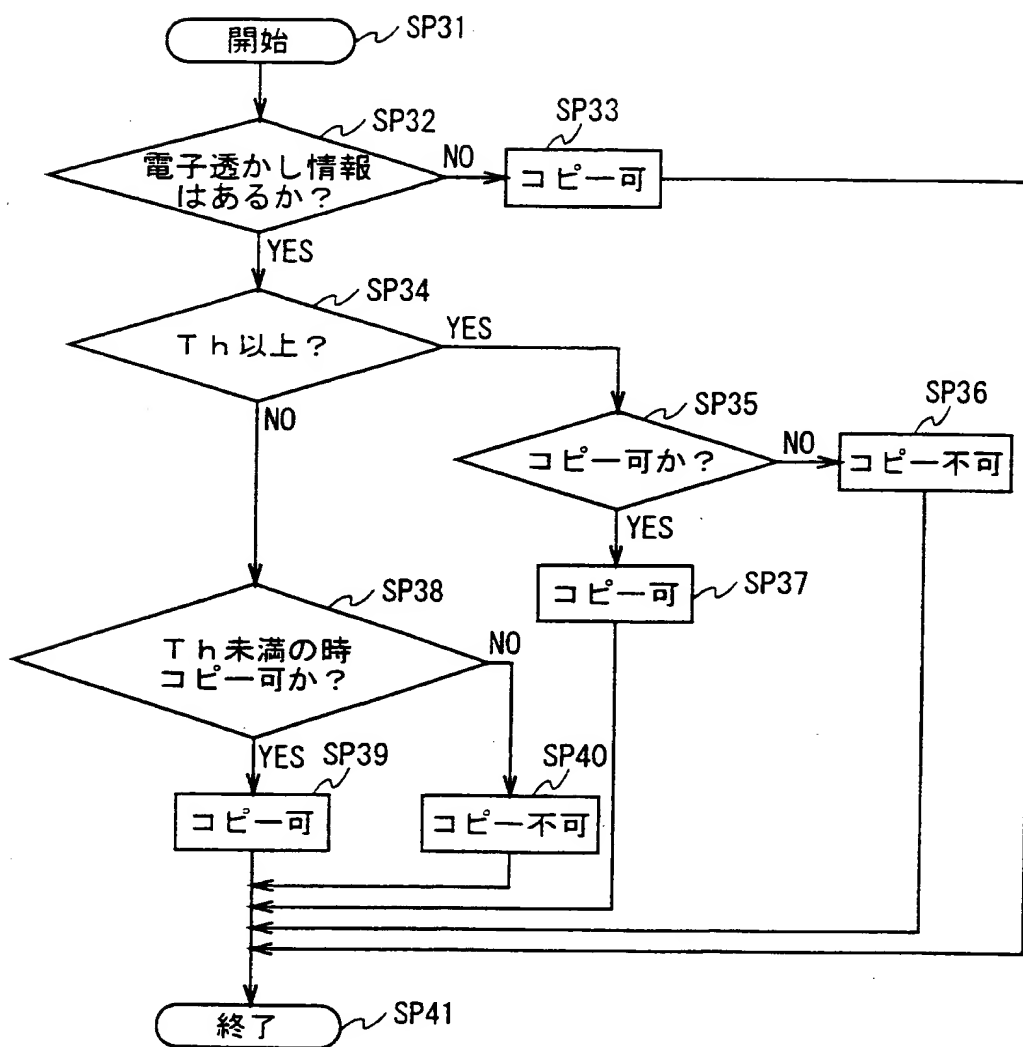 開始
SP31
SP32
電子透かし情報
はあるか？
NO
SP33
コピー可
YES
SP34
Ｔｈ以上？
YES
NO
SP35
コピー可か？
NO
SP36
コピー不可
YES
SP37
コピー可
SP38
Ｔｈ未満の時
コピー可か？
NO
YES
SP39
コピー可
SP40
コピー不可
終了
SP41